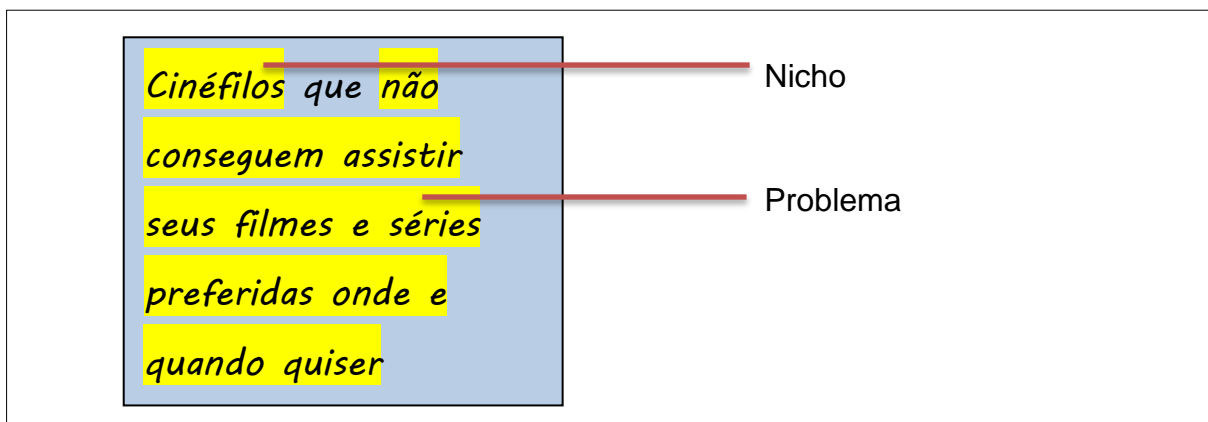 Cinéfilos que não
conseguem assistir
seus filmes e séries
preferidas onde e
quando quiser
Nicho
Problema